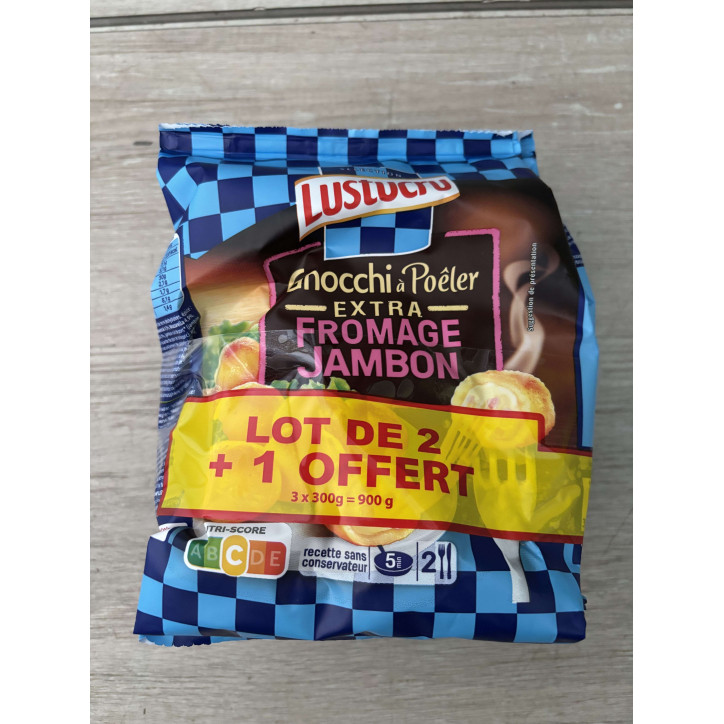 LUSTUCRU
Gnocchi à Poêler
EXTRA
FROMAGE
JAMBON
Suggestion de présentation
LOT DE 2
+ 1 OFFERT
3 x 300g = 900 g
TRI-SCORE
A B C D E
recette sans
conservateur
5 min
2